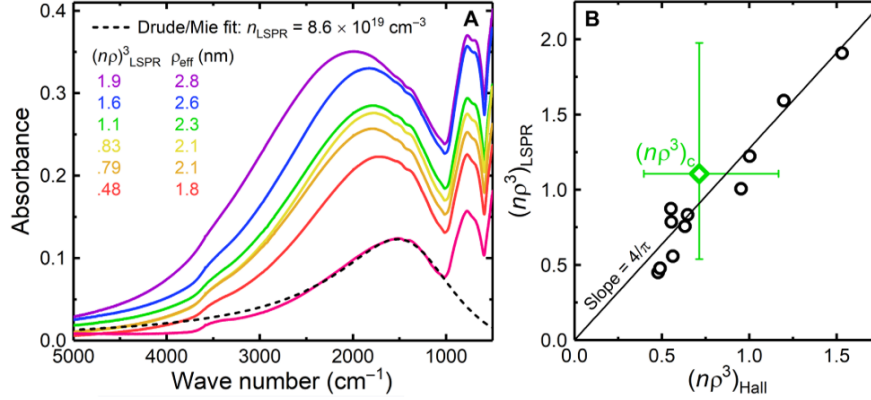 A
Drude/Mie fit: nLSPR = 8.6 × 10¹⁹ cm⁻³
(nρ)³LSPR ρeff (nm)
1.9 2.8
1.6 2.6
1.1 2.3
.83 2.1
.79 2.1
.48 1.8
0.4
0.3
0.2
0.1
0.0
Absorbance
5000 4000 3000 2000 1000
Wave number (cm⁻¹)
B
2.0
1.5
1.0
0.5
0.0
(nρ³)LSPR
(nρ³)c
Slope = 4/π
0.0 0.5 1.0 1.5
(nρ³)Hall